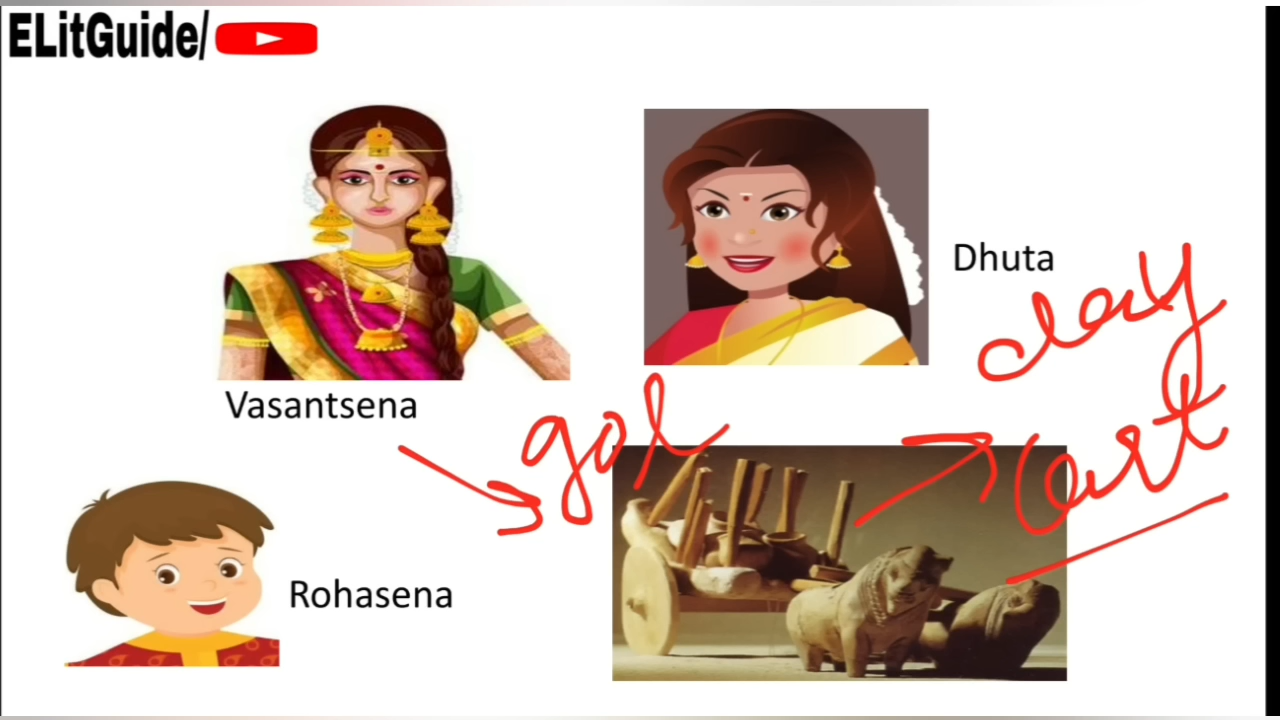 ELitGuide/
Dhuta
clay
Vasantsena
gol
cart
Rohasena